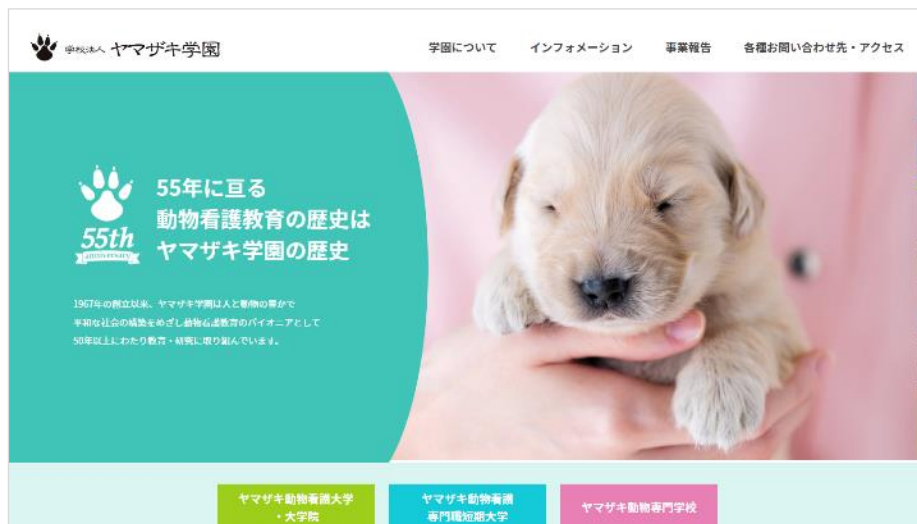 学校法人 ヤマザキ学園
学園について インフォメーション 事業報告 各種お問い合わせ先・アクセス
55年に亘る
動物看護教育の歴史は
ヤマザキ学園の歴史
55th
ANNIVERSARY
1967年の創立以来、ヤマザキ学園は人と動物の豊かで
平和な社会の構築をめざし動物看護教育のパイオニアとして
50年以上にわたり教育・研究に取り組んでいます。
ヤマザキ動物看護大学
・大学院
ヤマザキ動物看護
専門職短期大学
ヤマザキ動物専門学校